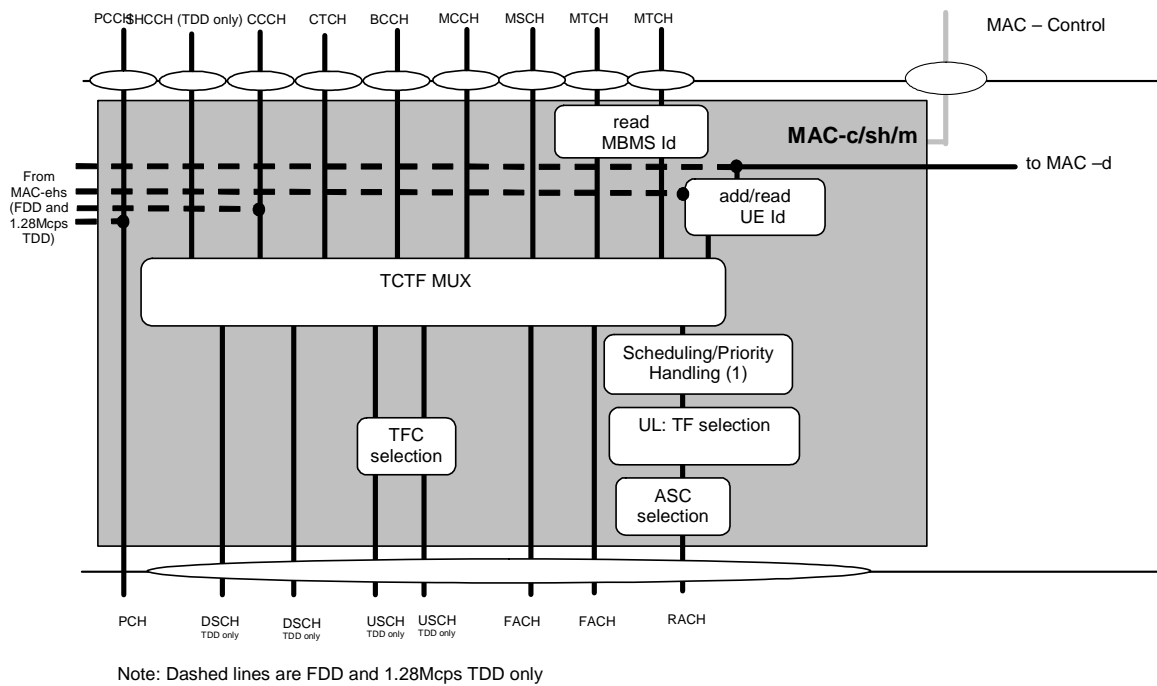 PCCH SHCCH (TDD only) CCCH CTCH BCCH MCCH MSCH MTCH MTCH
MAC – Control
read
MBMS Id
MAC-c/sh/m
From
MAC-ehs
(FDD and
1.28Mcps
TDD)
to MAC –d
add/read
UE Id
TCTF MUX
Scheduling/Priority
Handling (1)
UL: TF selection
TFC
selection
ASC
selection
PCH DSCH DSCH USCH USCH FACH FACH RACH
TDD only TDD only TDD only TDD only
Note: Dashed lines are FDD and 1.28Mcps TDD only